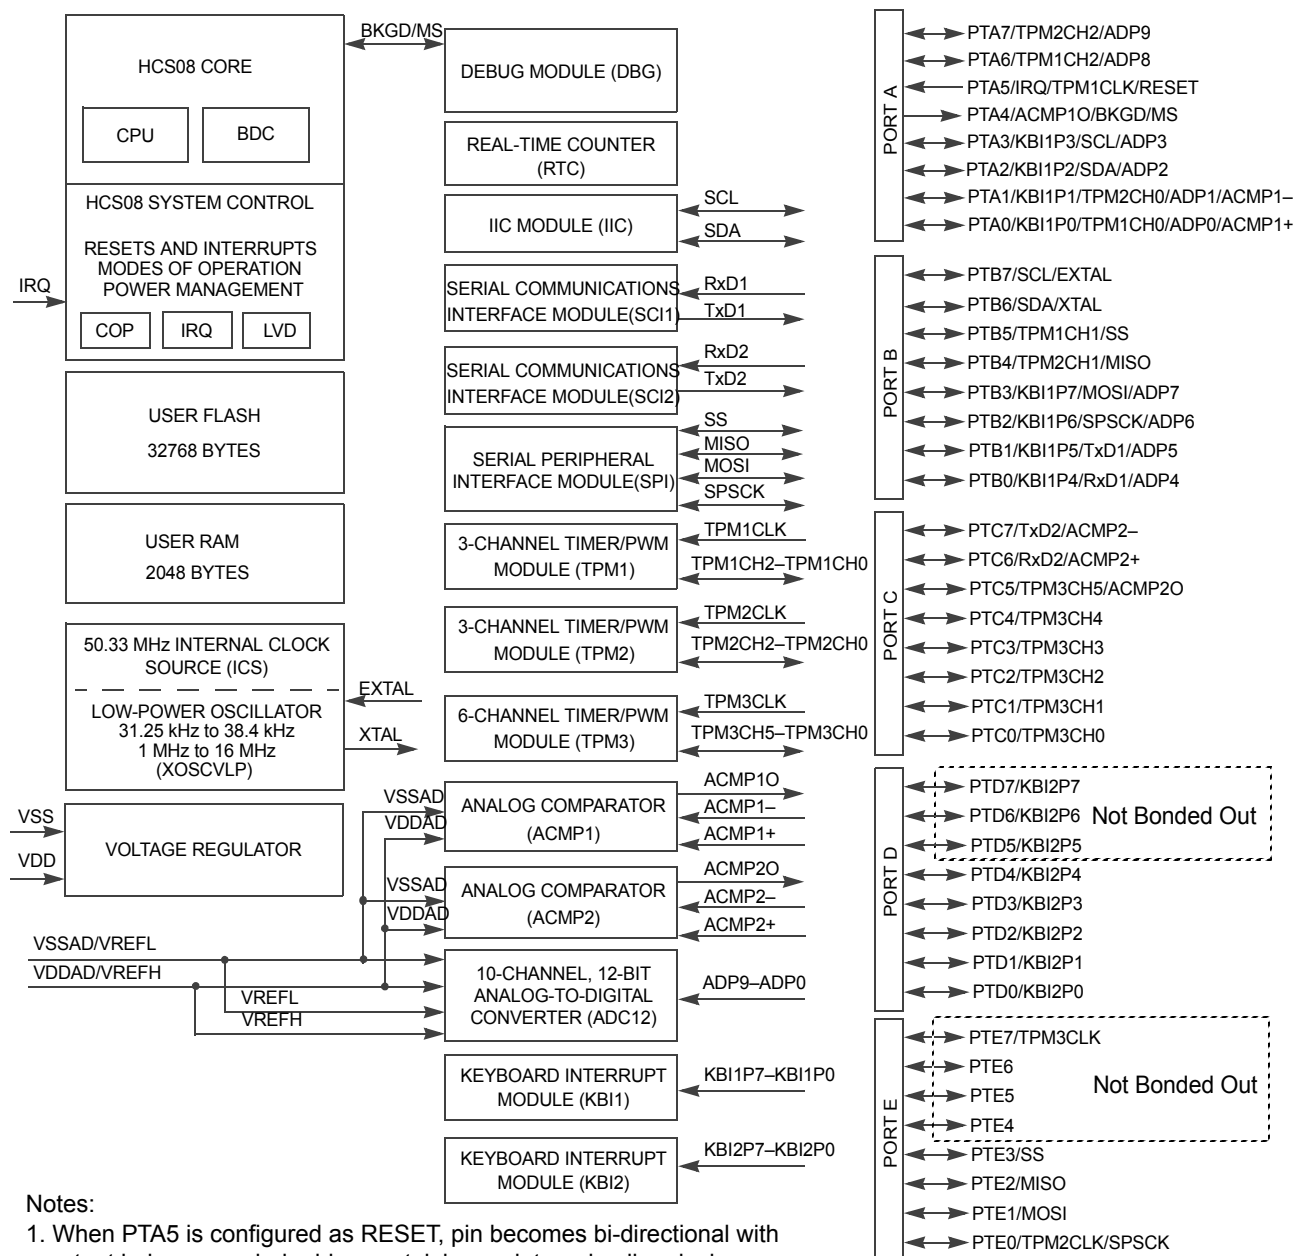 HCS08 CORE
CPU
BDC
HCS08 SYSTEM CONTROL
RESETS AND INTERRUPTS
MODES OF OPERATION
POWER MANAGEMENT
COP
IRQ
LVD
IRQ
USER FLASH
32768 BYTES
USER RAM
2048 BYTES
50.33 MHz INTERNAL CLOCK
SOURCE (ICS)
LOW-POWER OSCILLATOR
31.25 kHz to 38.4 kHz
1 MHz to 16 MHz
(XOSCVLP)
EXTAL
XTAL
VSS
VDD
VOLTAGE REGULATOR
VSSAD/VREFL
VDDAD/VREFH
BKGD/MS
DEBUG MODULE (DBG)
REAL-TIME COUNTER
(RTC)
IIC MODULE (IIC)
SCL
SDA
SERIAL COMMUNICATIONS
INTERFACE MODULE(SCI1)
RxD1
TxD1
SERIAL COMMUNICATIONS
INTERFACE MODULE(SCI2)
RxD2
TxD2
SERIAL PERIPHERAL
INTERFACE MODULE(SPI)
SS
MISO
MOSI
SPSCK
3-CHANNEL TIMER/PWM
MODULE (TPM1)
TPM1CLK
TPM1CH2–TPM1CH0
3-CHANNEL TIMER/PWM
MODULE (TPM2)
TPM2CLK
TPM2CH2–TPM2CH0
6-CHANNEL TIMER/PWM
MODULE (TPM3)
TPM3CLK
TPM3CH5–TPM3CH0
VSSAD
VDDAD
ANALOG COMPARATOR
(ACMP1)
ACMP1O
ACMP1–
ACMP1+
VSSAD
VDDAD
ANALOG COMPARATOR
(ACMP2)
ACMP2O
ACMP2–
ACMP2+
VREFL
VREFH
10-CHANNEL, 12-BIT
ANALOG-TO-DIGITAL
CONVERTER (ADC12)
ADP9–ADP0
KEYBOARD INTERRUPT
MODULE (KBI1)
KBI1P7–KBI1P0
KEYBOARD INTERRUPT
MODULE (KBI2)
KBI2P7–KBI2P0
PORT A
PTA7/TPM2CH2/ADP9
PTA6/TPM1CH2/ADP8
PTA5/IRQ/TPM1CLK/RESET
PTA4/ACMP1O/BKGD/MS
PTA3/KBI1P3/SCL/ADP3
PTA2/KBI1P2/SDA/ADP2
PTA1/KBI1P1/TPM2CH0/ADP1/ACMP1–
PTA0/KBI1P0/TPM1CH0/ADP0/ACMP1+
PORT B
PTB7/SCL/EXTAL
PTB6/SDA/XTAL
PTB5/TPM1CH1/SS
PTB4/TPM2CH1/MISO
PTB3/KBI1P7/MOSI/ADP7
PTB2/KBI1P6/SPSCK/ADP6
PTB1/KBI1P5/TxD1/ADP5
PTB0/KBI1P4/RxD1/ADP4
PORT C
PTC7/TxD2/ACMP2–
PTC6/RxD2/ACMP2+
PTC5/TPM3CH5/ACMP2O
PTC4/TPM3CH4
PTC3/TPM3CH3
PTC2/TPM3CH2
PTC1/TPM3CH1
PTC0/TPM3CH0
PORT D
PTD7/KBI2P7
PTD6/KBI2P6 Not Bonded Out
PTD5/KBI2P5
PTD4/KBI2P4
PTD3/KBI2P3
PTD2/KBI2P2
PTD1/KBI2P1
PTD0/KBI2P0
PORT E
PTE7/TPM3CLK
PTE6
Not Bonded Out
PTE5
PTE4
PTE3/SS
PTE2/MISO
PTE1/MOSI
PTE0/TPM2CLK/SPSCK
Notes:
1. When PTA5 is configured as RESET, pin becomes bi-directional with